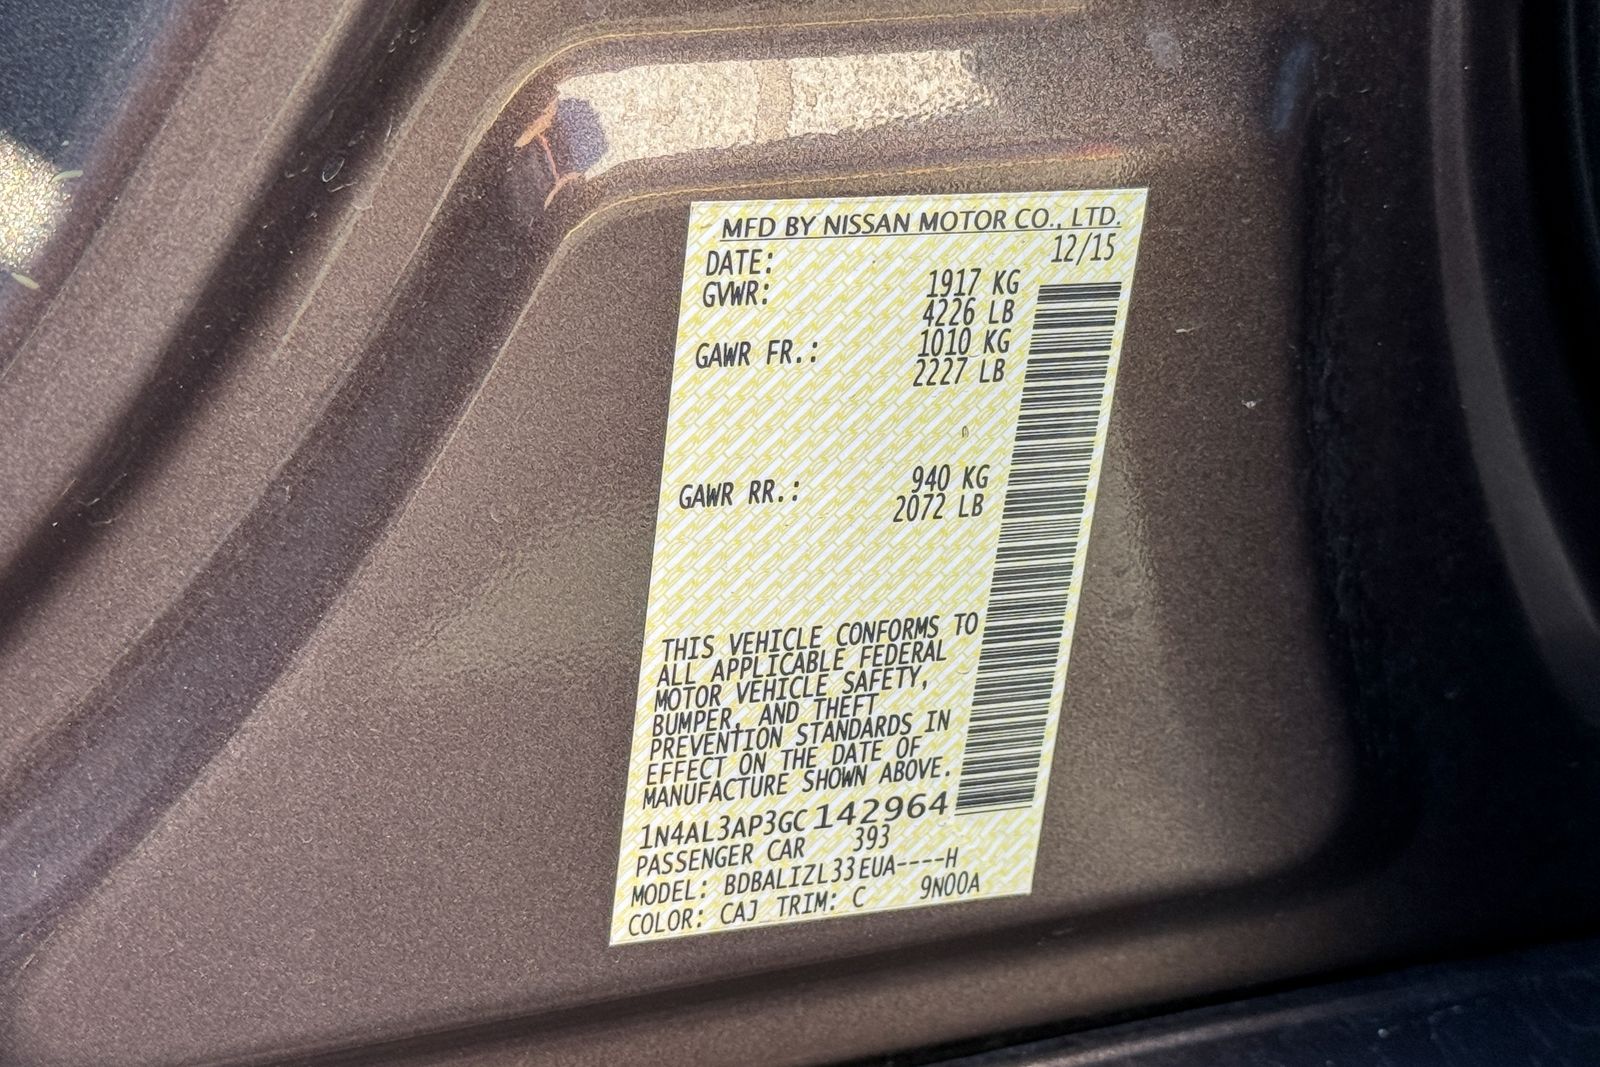 MFD BY NISSAN MOTOR CO., LTD.
DATE: 12/15
GVWR: 1917 KG
4226 LB
GAWR FR.: 1010 KG
2227 LB
GAWR RR.: 940 KG
2072 LB
THIS VEHICLE CONFORMS TO
ALL APPLICABLE FEDERAL
MOTOR VEHICLE SAFETY,
BUMPER, AND THEFT
PREVENTION STANDARDS IN
EFFECT ON THE DATE OF
MANUFACTURE SHOWN ABOVE.
1N4AL3AP3GC142964
PASSENGER CAR 393
MODEL: BDBALIZL33EUA----H
COLOR: CAJ TRIM: C 9N00A